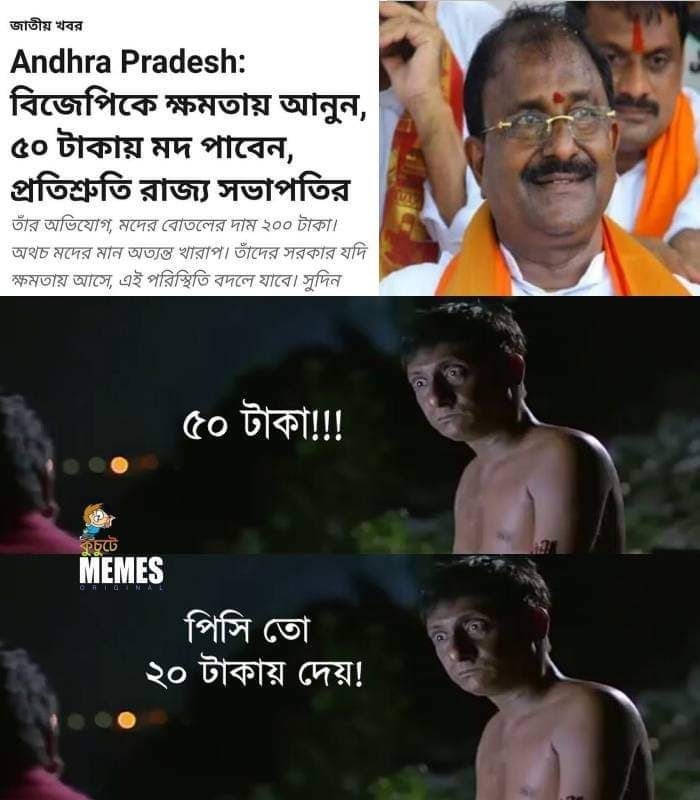 জাতীয় খবর
Andhra Pradesh:
বিজেপিকে ক্ষমতায় আনুন,
৫০ টাকায় মদ পাবেন,
প্রতিশ্রুতি রাজ্য সভাপতির
তাঁর অভিযোগ, মদের বোতলের দাম ২০০ টাকা।
অথচ মদের মান অত্যন্ত খারাপ। তাঁদের সরকার যদি
ক্ষমতায় আসে, এই পরিস্থিতি বদলে যাবে। সুদিন
৫০ টাকা!!!
কুচুটে
MEMES
ORIGINAL
পিসি তো
২০ টাকায় দেয়!